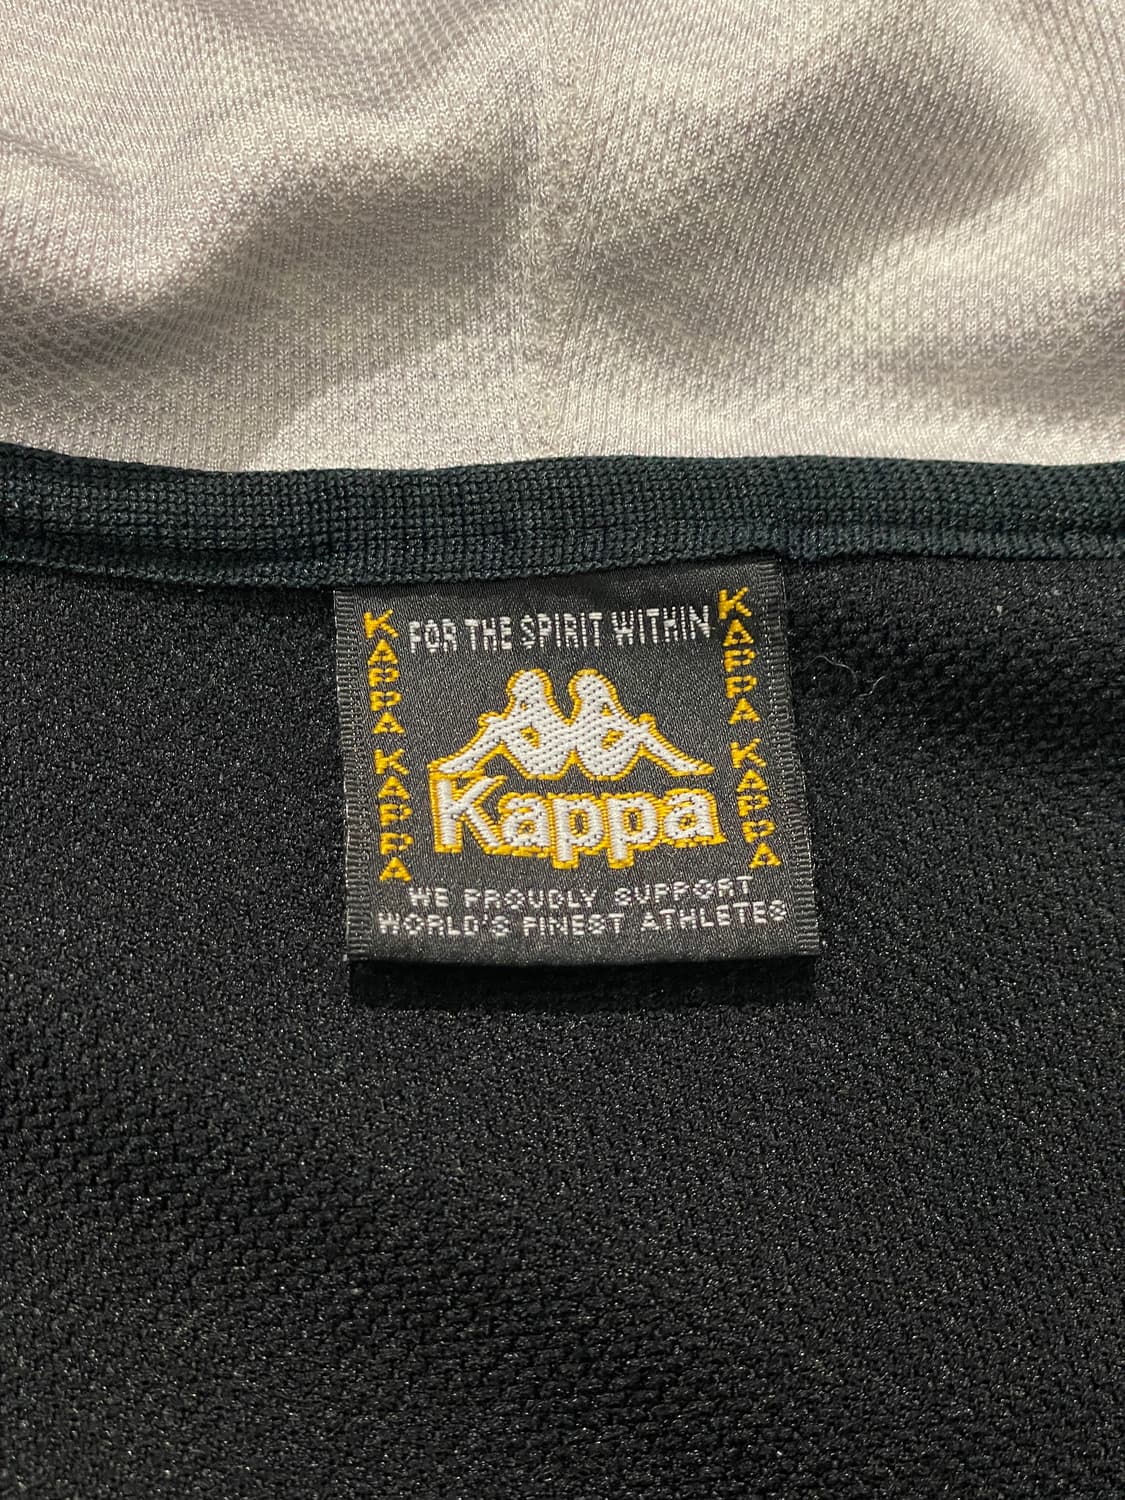 FOR THE SPIRIT WITHIN
KAPPA KAPPA
KAPPA KAPPA
Kappa
WE PROUDLY SUPPORT
WORLD'S FINEST ATHLETES